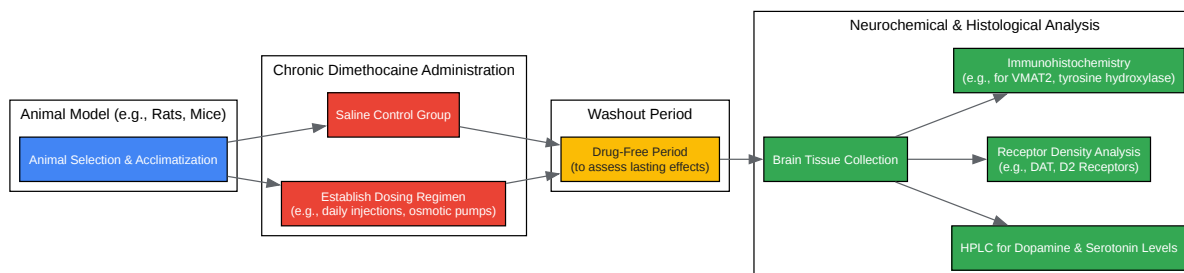 Animal Model (e.g., Rats, Mice)
Animal Selection & Acclimatization
Chronic Dimethocaine Administration
Saline Control Group
Establish Dosing Regimen
(e.g., daily injections, osmotic pumps)
Washout Period
Drug-Free Period
(to assess lasting effects)
Neurochemical & Histological Analysis
Brain Tissue Collection
Immunohistochemistry
(e.g., for VMAT2, tyrosine hydroxylase)
Receptor Density Analysis
(e.g., DAT, D2 Receptors)
HPLC for Dopamine & Serotonin Levels